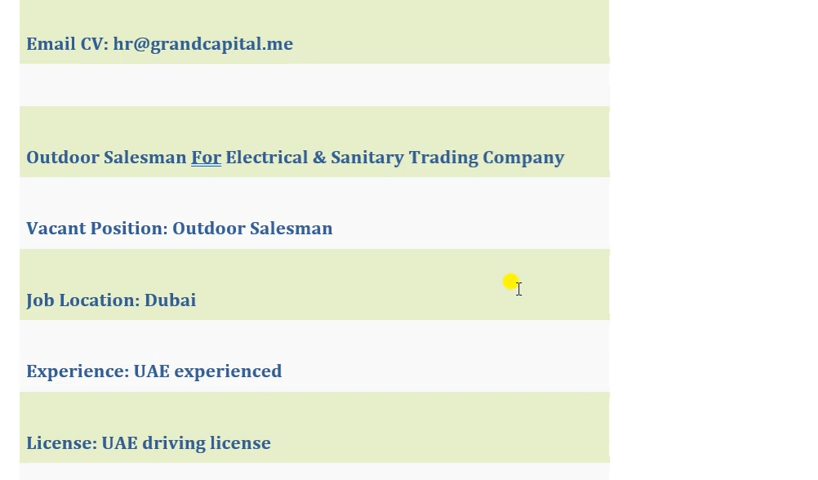 Email CV: hr@grandcapital.me
Outdoor Salesman For Electrical & Sanitary Trading Company
Vacant Position: Outdoor Salesman
Job Location: Dubai
Experience: UAE experienced
License: UAE driving license